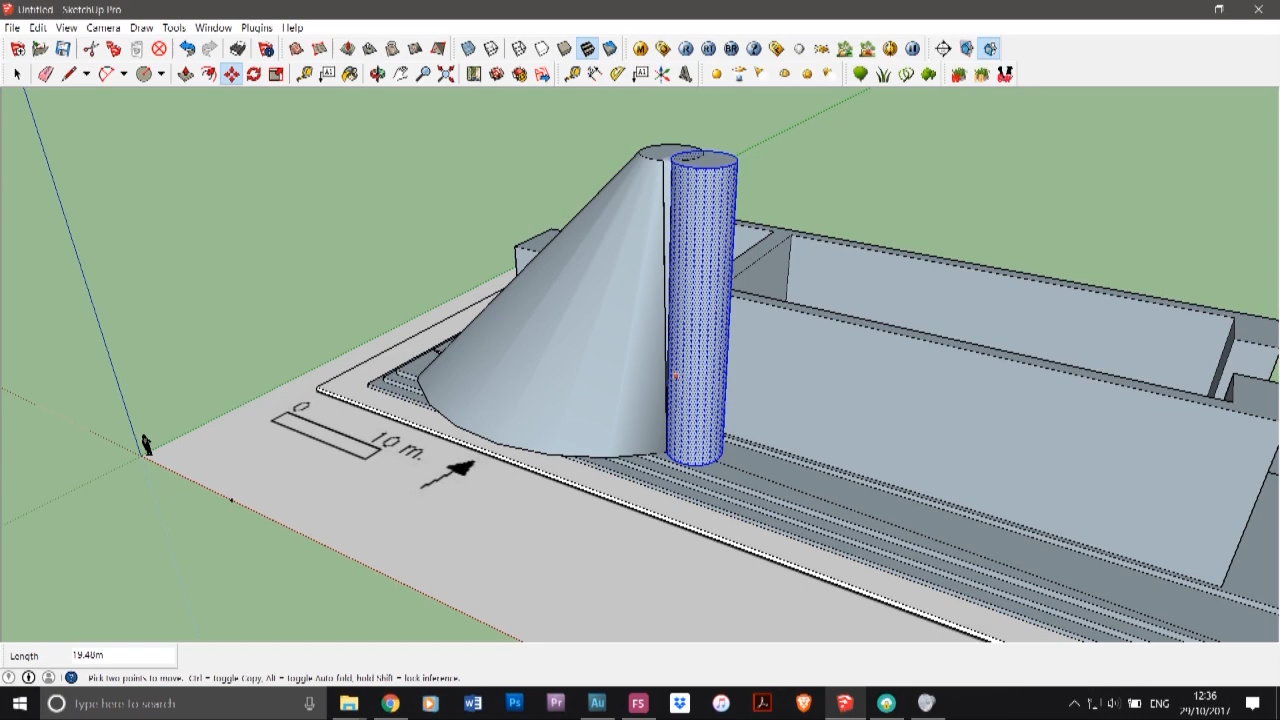 Untitled - SketchUp Pro
File Edit View Camera Draw Tools Window Plugins Help
0
10 m.
Length 19.40m
Pick two points to move. Ctrl = toggle Copy, Alt = toggle Auto-fold, hold Shift = lock inference.
Type here to search
ENG
12:36
29/10/2017